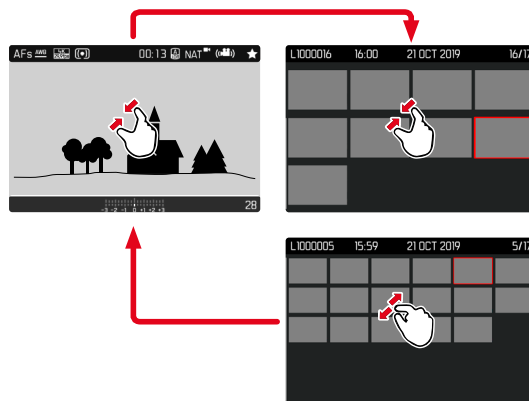 AFs AWB 4K [•] 00:13 NAT ((•)) ★
-3 -2 -1 0 +1 +2 +3 28
L1000016 16:00 21 OCT 2019 16/17
L1000005 15:59 21 OCT 2019 5/17